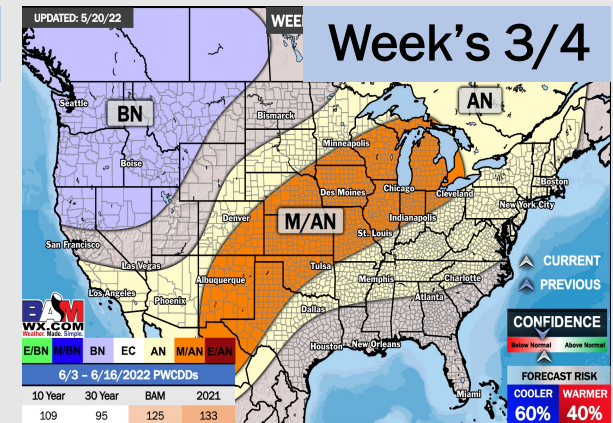 UPDATED: 5/20/22
WEE
Week's 3/4
Seattle
BN
AN
Bismarck
Minneapolis
Boise
Boston
Des Moines
Chicago
Cleveland
New York City
Denver
M/AN
Indianapolis
St. Louis
San Francisco
Las Vegas
Albuquerque
Tulsa
CURRENT
Los Angeles
Phoenix
Memphis
Charlotte
PREVIOUS
Dallas
Atlanta
BAM
WX.COM
Weather. Made. Simple.
CONFIDENCE
Below Normal Above Normal
Houston
New Orleans
E/BN M/BN BN EC AN M/AN E/AN
6/3 – 6/16/2022 PWCDDs
FORECAST RISK
Miami
COOLER WARMER
60% 40%
10 Year 30 Year BAM 2021
109 95 125 133